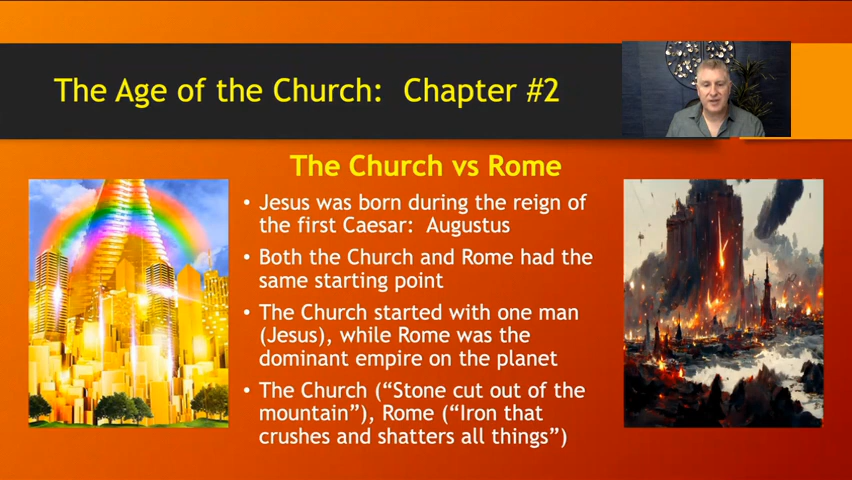 The Age of the Church: Chapter #2
The Church vs Rome
• Jesus was born during the reign of
the first Caesar: Augustus
• Both the Church and Rome had the
same starting point
• The Church started with one man
(Jesus), while Rome was the
dominant empire on the planet
• The Church (“Stone cut out of the
mountain”), Rome (“Iron that
crushes and shatters all things”)